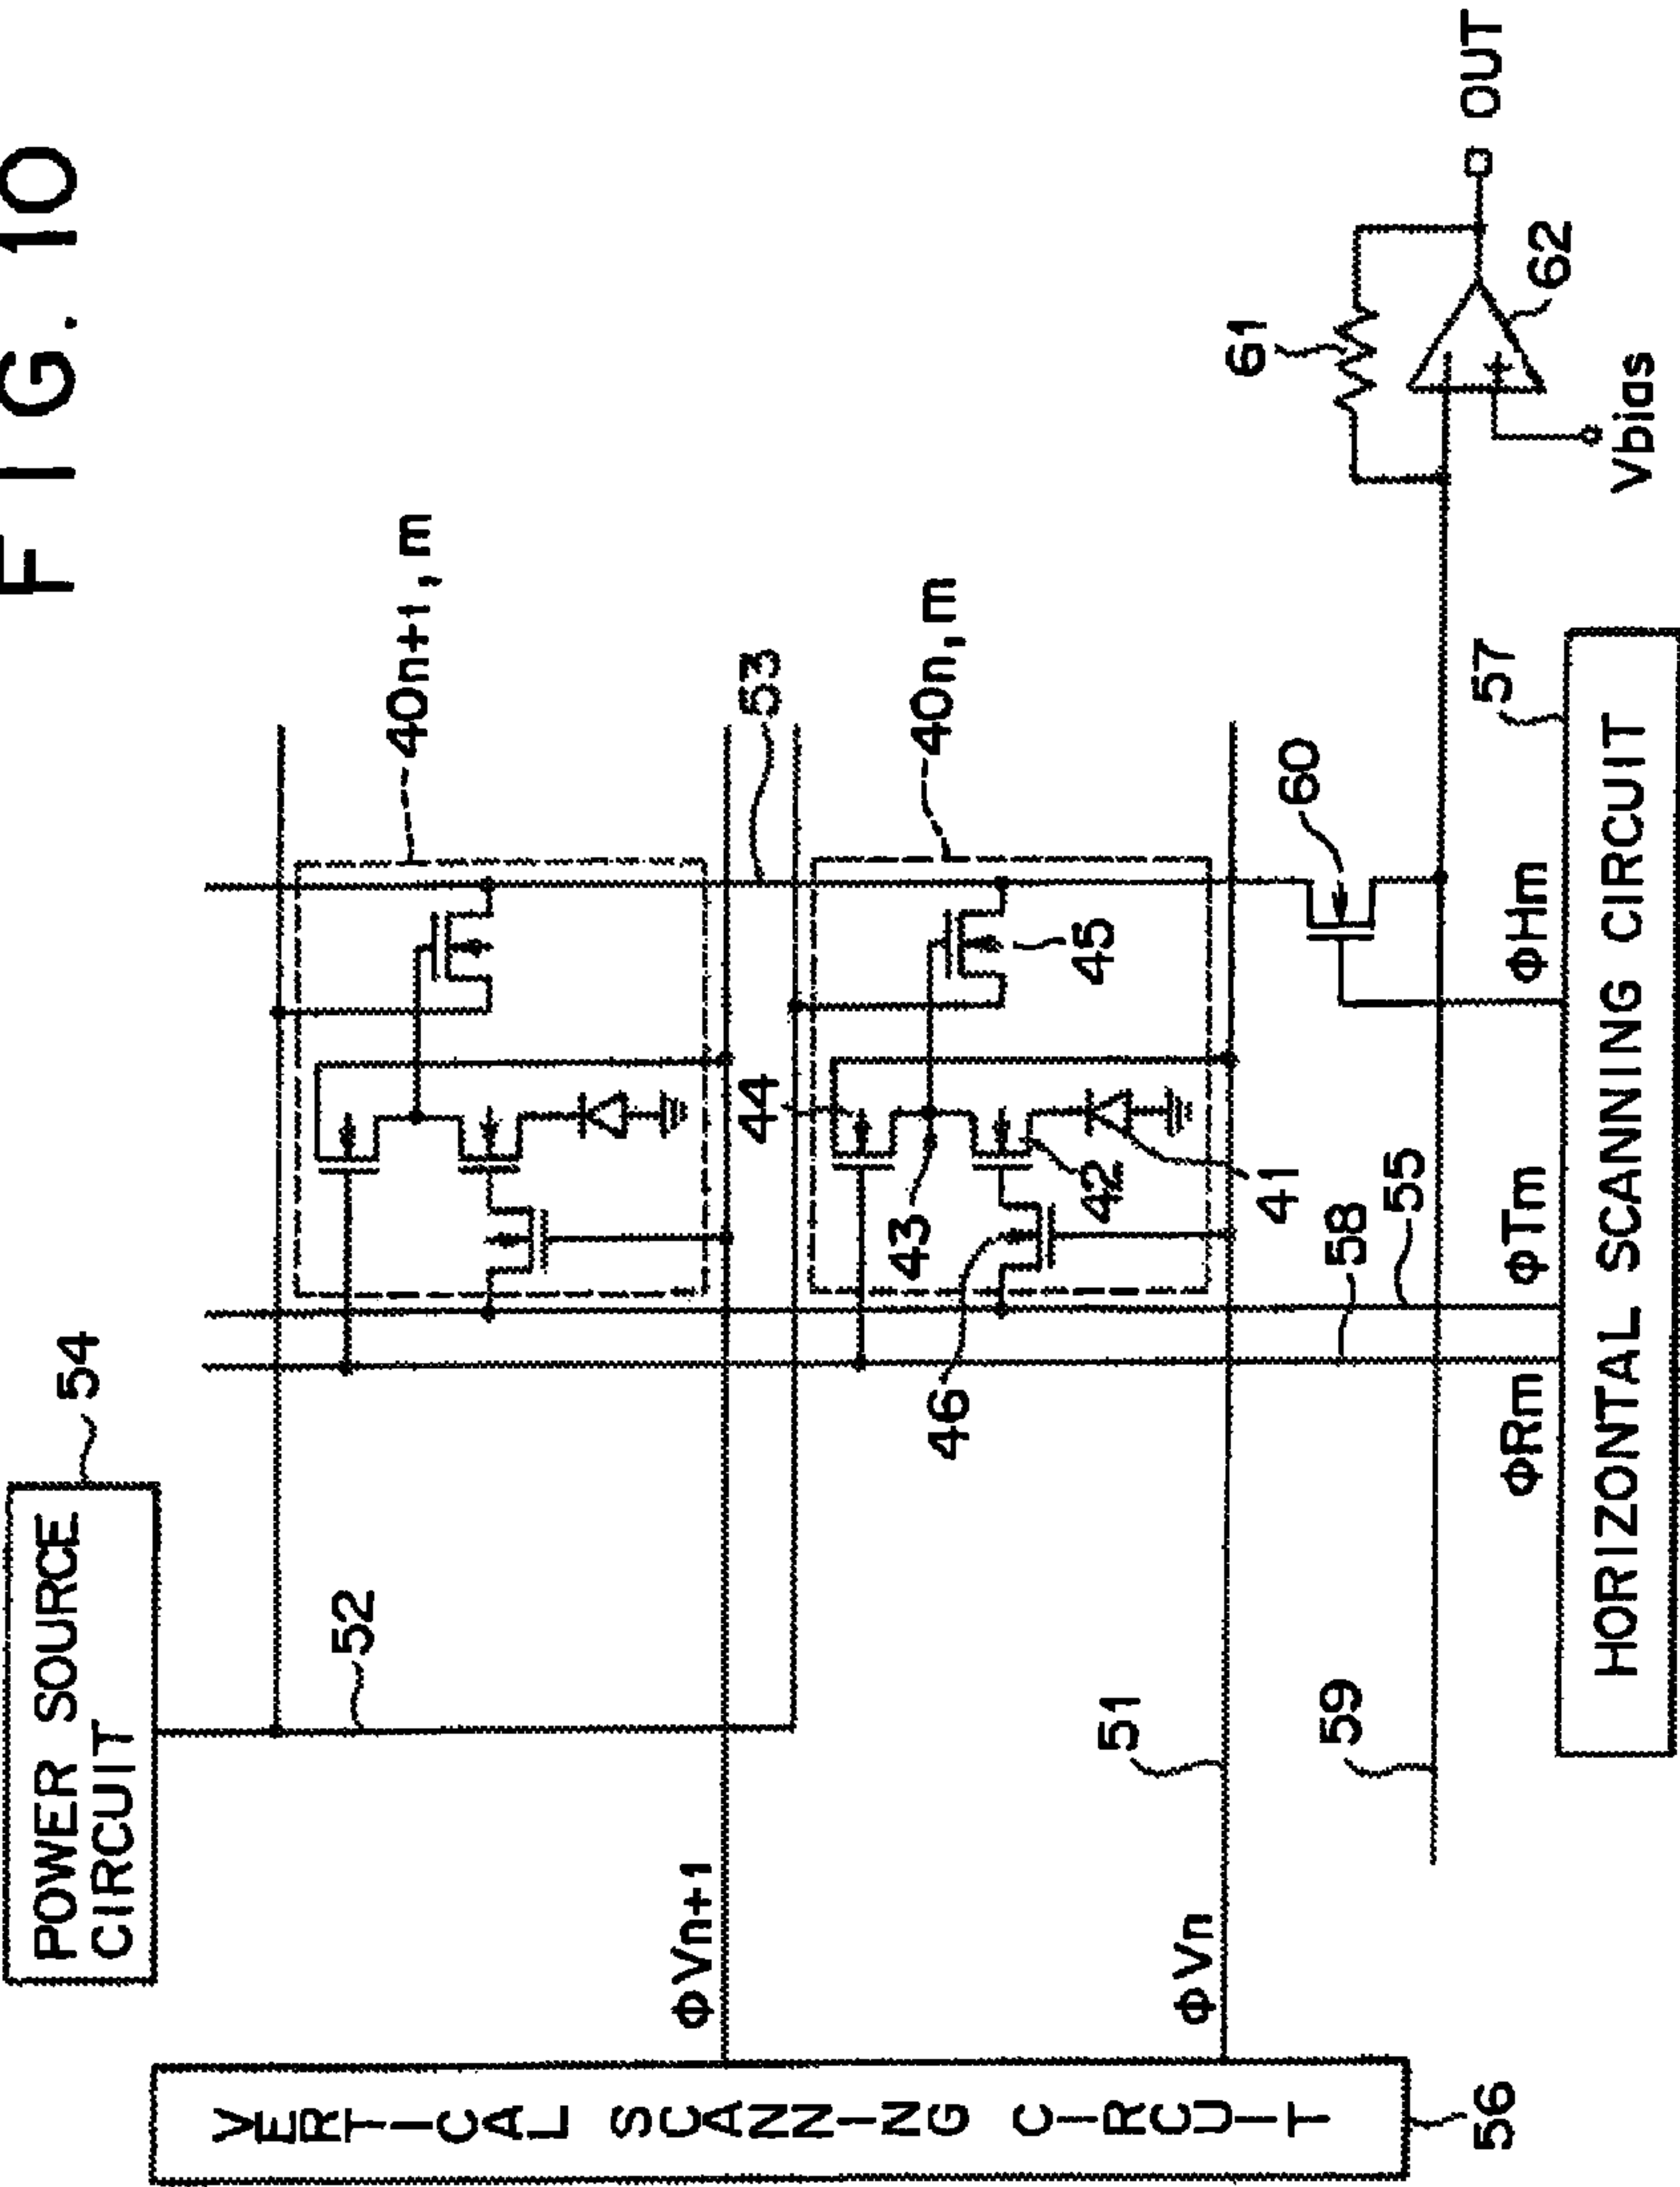 F I G. 10
POWER SOURCE
CIRCUIT
54
52
40n+1,m
53
ΦVn+1
44
40n,m
43
45
42
46
41
51
ΦVn
58
55
60
61
OUT
62
Vbias
59
ΦRm
ΦTm
ΦHm
57
VERTICAL SCANNING CIRCUIT
56
HORIZONTAL SCANNING CIRCUIT